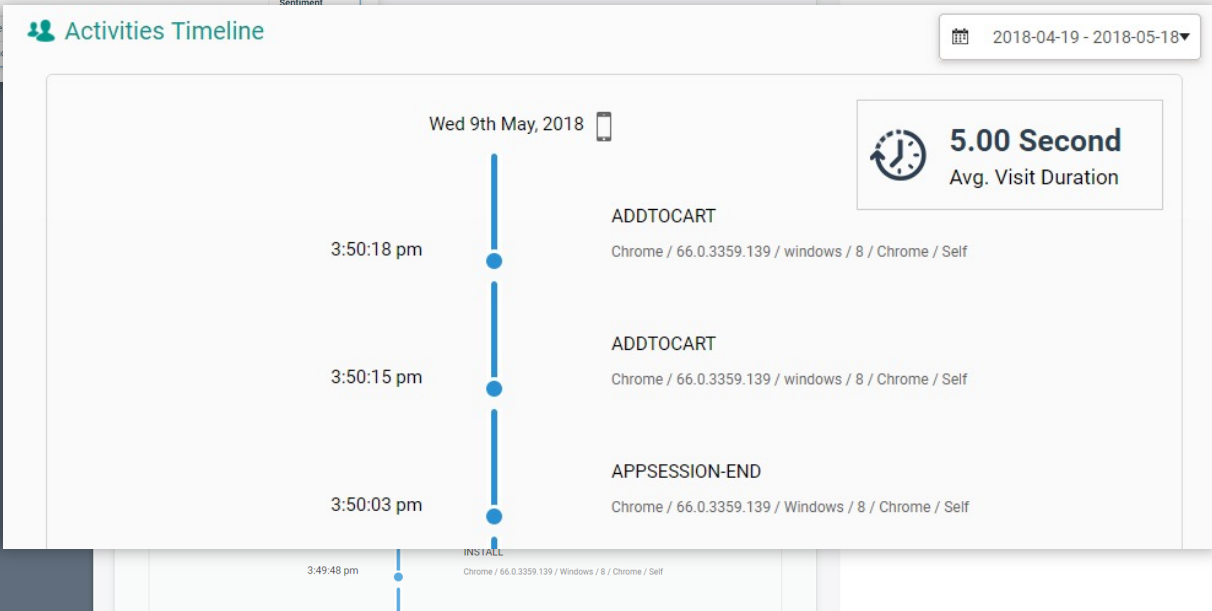 Sentiment
Activities Timeline
2018-04-19 - 2018-05-18
Wed 9th May, 2018
5.00 Second
Avg. Visit Duration
ADDTOCART
3:50:18 pm
Chrome / 66.0.3359.139 / windows / 8 / Chrome / Self
ADDTOCART
3:50:15 pm
Chrome / 66.0.3359.139 / windows / 8 / Chrome / Self
APPSESSION-END
3:50:03 pm
Chrome / 66.0.3359.139 / Windows / 8 / Chrome / Self
INSTALL
3:49:48 pm
Chrome / 66.0.3359.139 / Windows / 8 / Chrome / Self